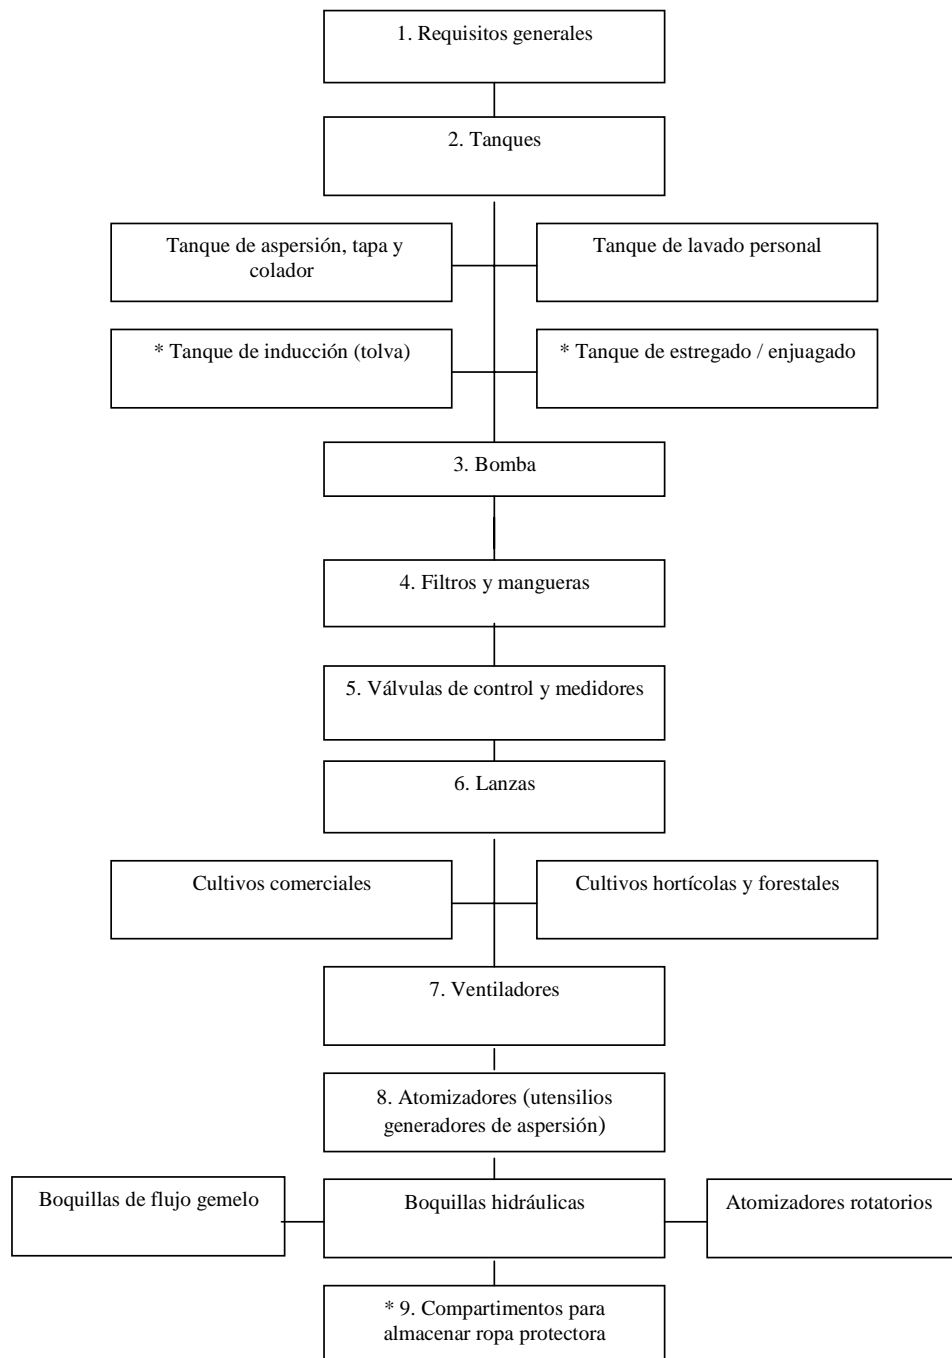 1. Requisitos generales
2. Tanques
Tanque de aspersión, tapa y
colador
Tanque de lavado personal
* Tanque de inducción (tolva)
* Tanque de estregado / enjuagado
3. Bomba
4. Filtros y mangueras
5. Válvulas de control y medidores
6. Lanzas
Cultivos comerciales
Cultivos hortícolas y forestales
7. Ventiladores
8. Atomizadores (utensilios
generadores de aspersión)
Boquillas de flujo gemelo
Boquillas hidráulicas
Atomizadores rotatorios
* 9. Compartimentos para
almacenar ropa protectora